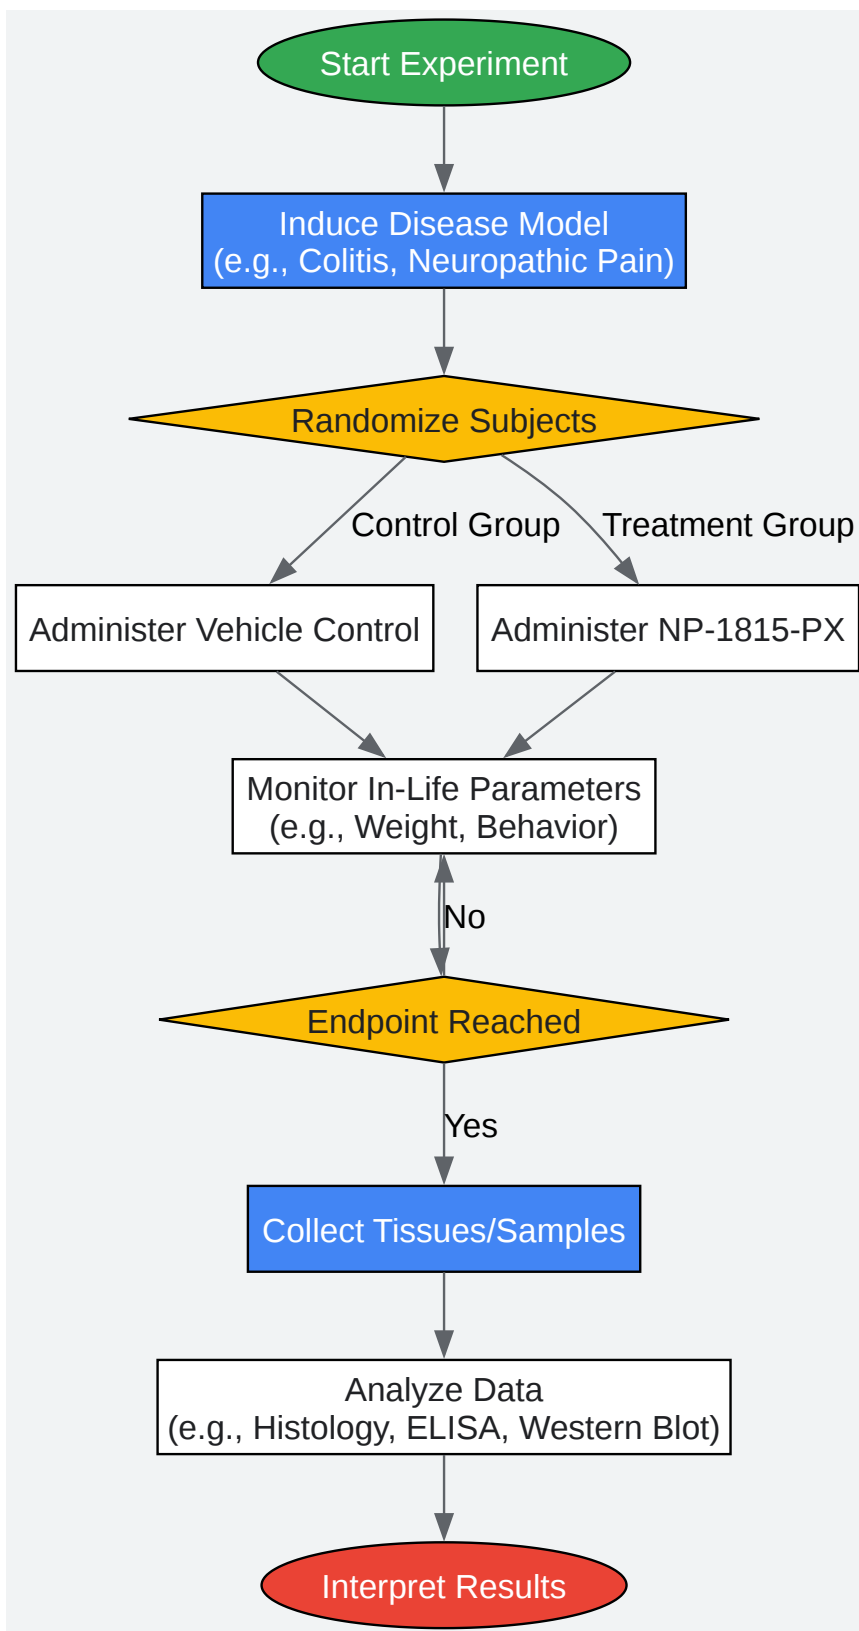 Start Experiment
Induce Disease Model
(e.g., Colitis, Neuropathic Pain)
Randomize Subjects
Control Group
Treatment Group
Administer Vehicle Control
Administer NP-1815-PX
Monitor In-Life Parameters
(e.g., Weight, Behavior)
No
Endpoint Reached
Yes
Collect Tissues/Samples
Analyze Data
(e.g., Histology, ELISA, Western Blot)
Interpret Results